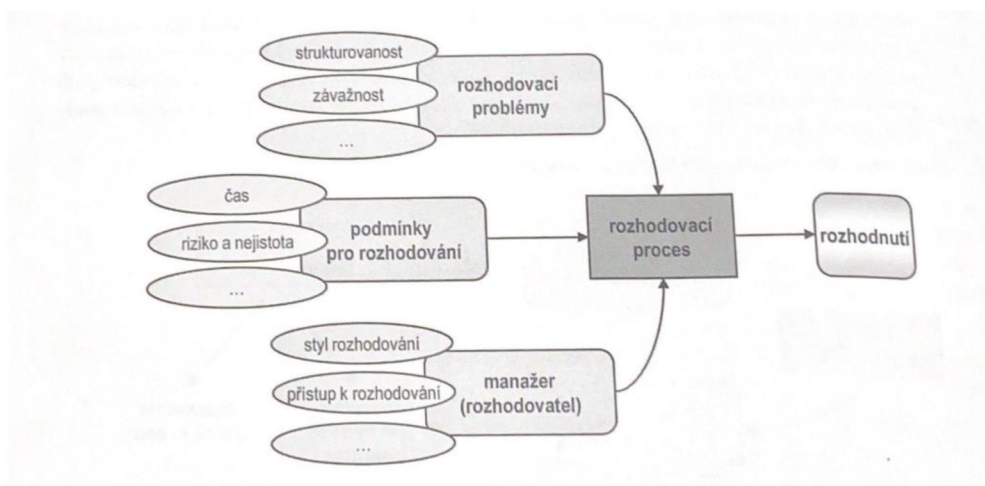 strukturovanost
závažnost
...
rozhodovací
problémy
čas
riziko a nejistota
...
podmínky
pro rozhodování
rozhodovací
proces
rozhodnutí
styl rozhodování
přístup k rozhodování
...
manažer
(rozhodovatel)